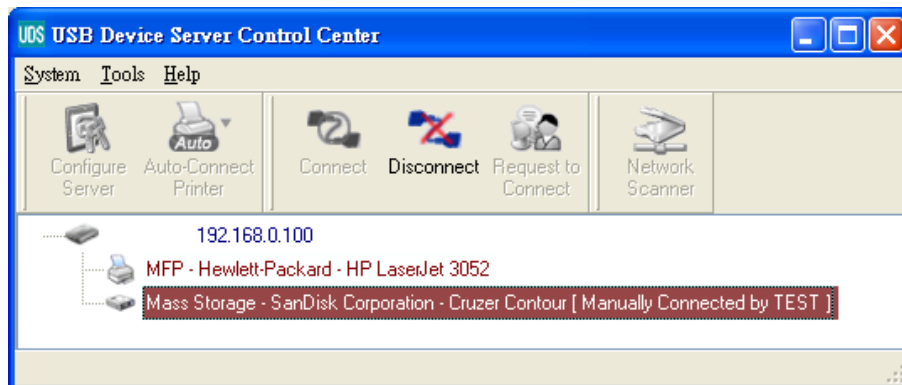 UDS USB Device Server Control Center
System Tools Help
Auto
Configure Server
Auto-Connect Printer
Connect
Disconnect
Request to Connect
Network Scanner
192.168.0.100
MFP - Hewlett-Packard - HP LaserJet 3052
Mass Storage - SanDisk Corporation - Cruzer Contour [ Manually Connected by TEST ]